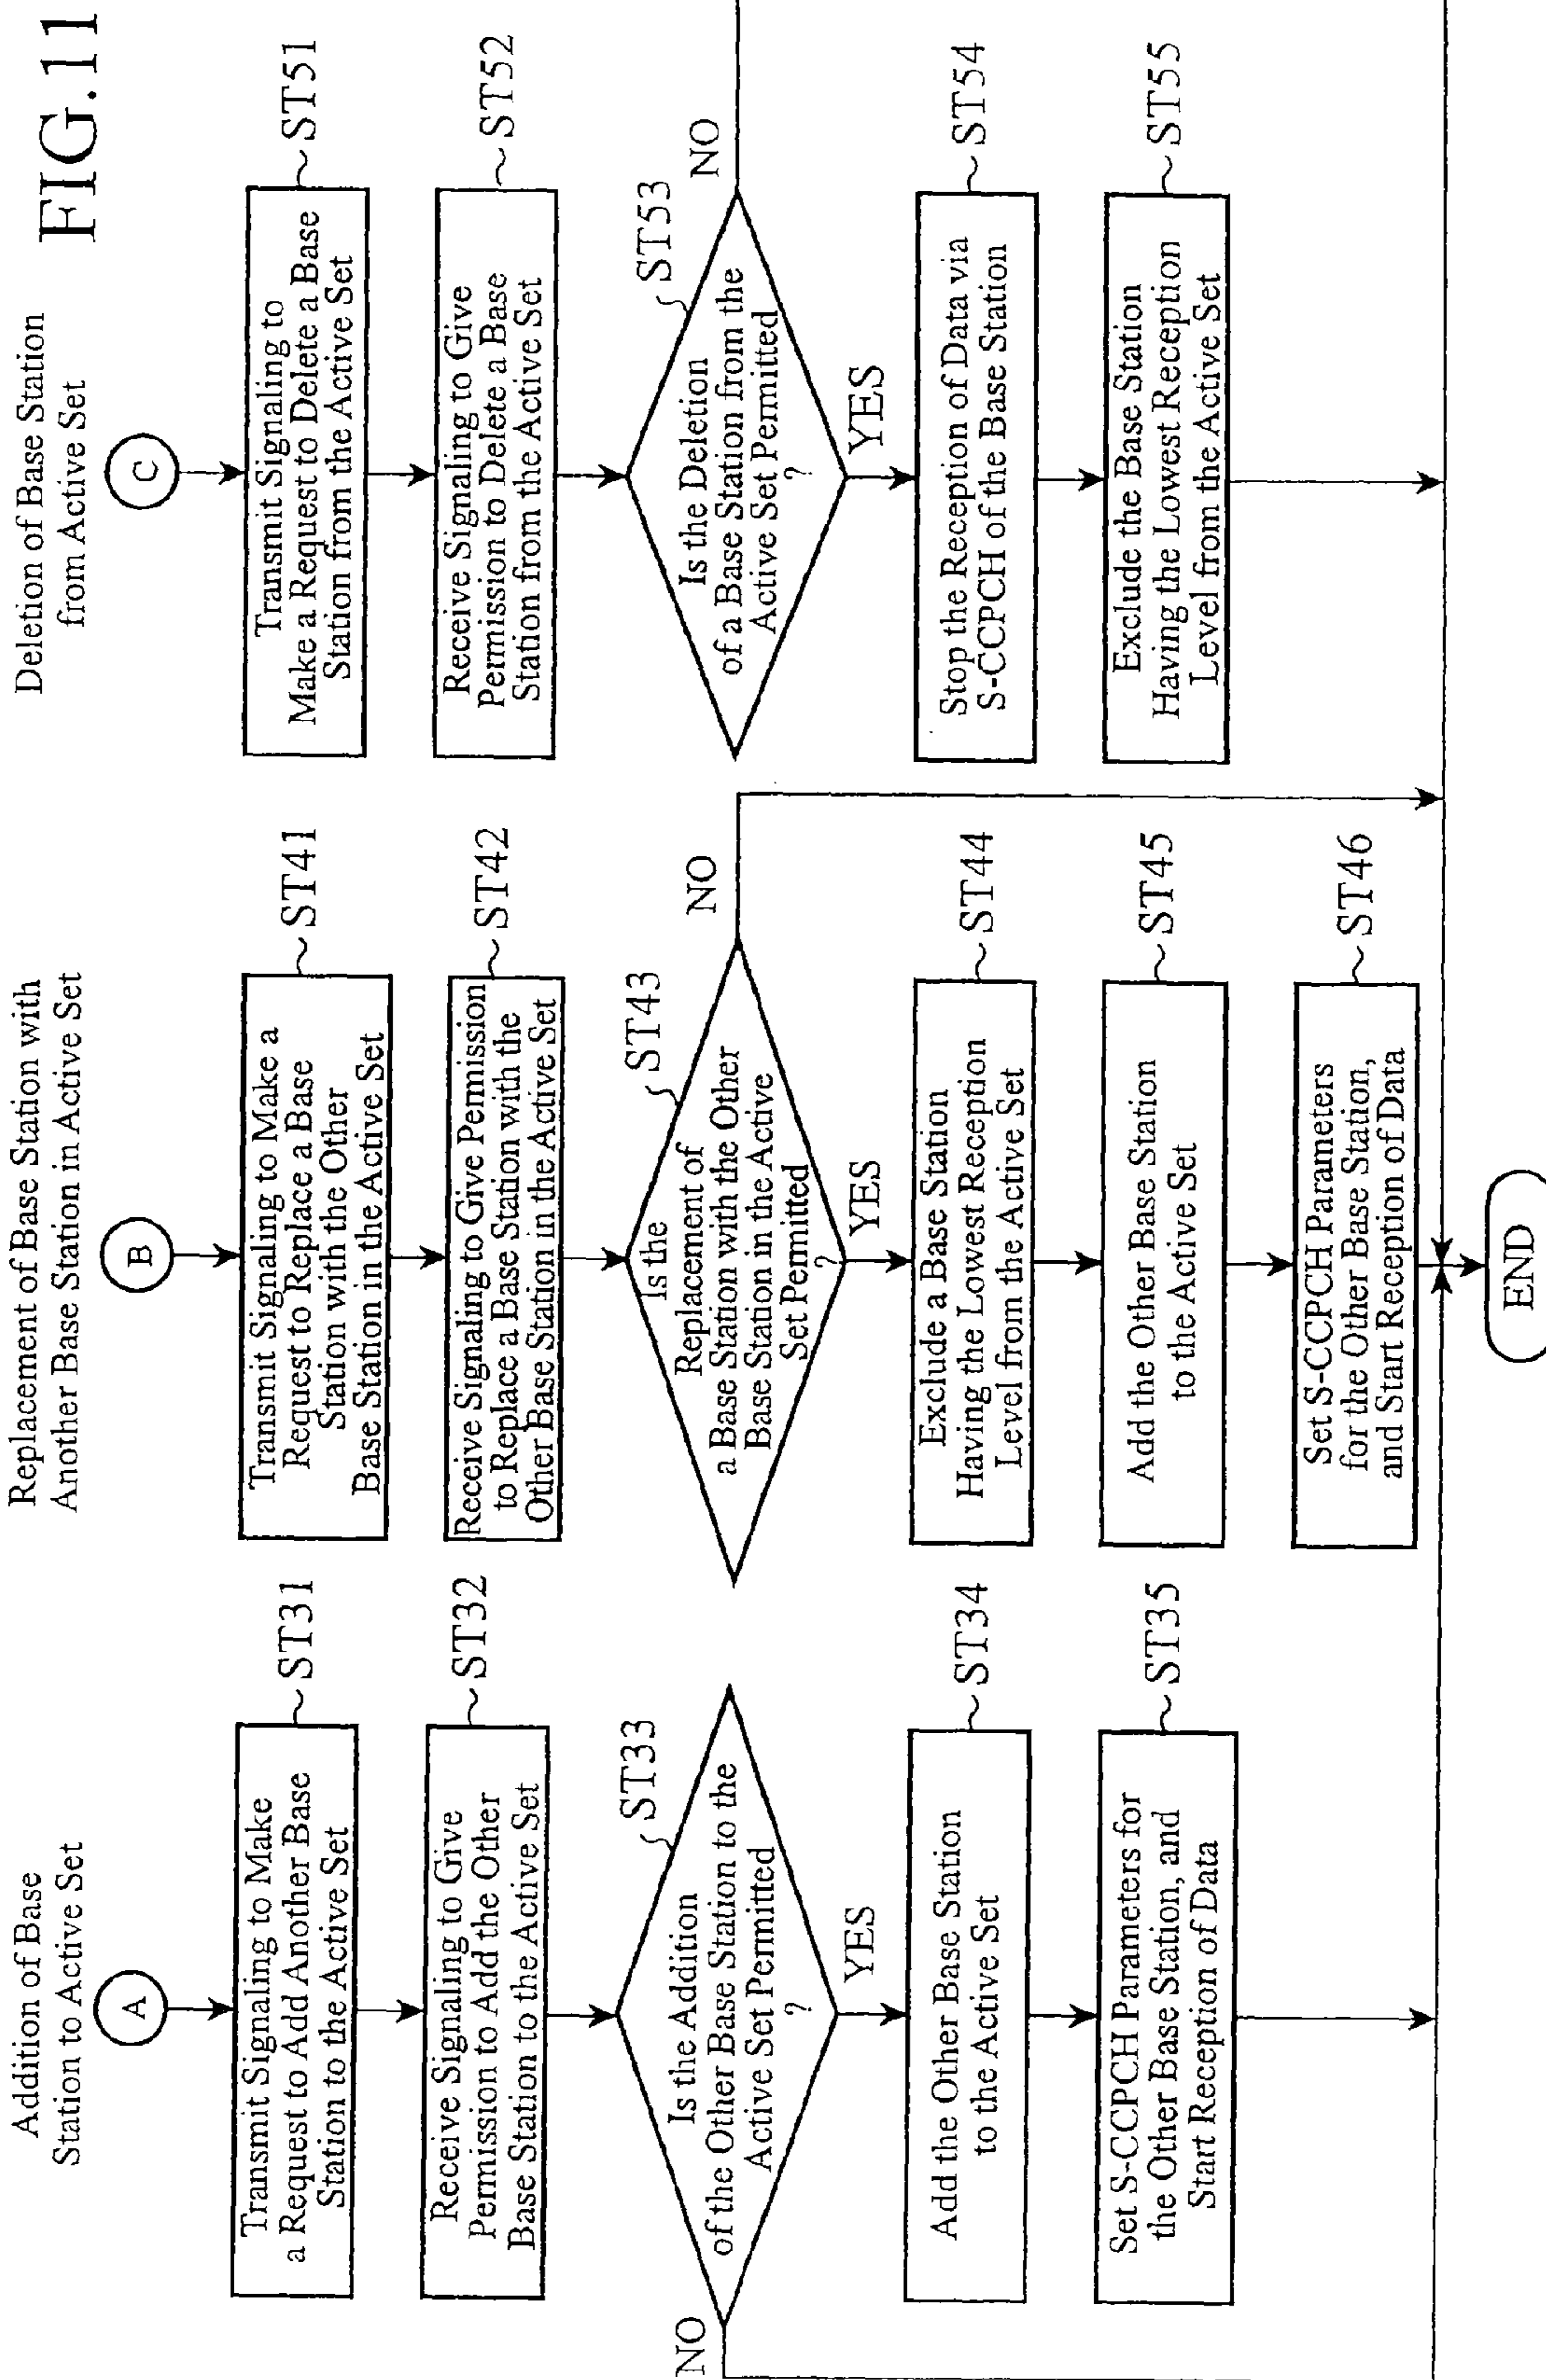 FIG.11
Addition of Base
Station to Active Set
A
Transmit Signaling to Make
a Request to Add Another Base
Station to the Active Set
ST31
Receive Signaling to Give
Permission to Add the Other
Base Station to the Active Set
ST32
ST33
Is the Addition
of the Other Base Station to the
Active Set Permitted
?
NO
YES
Add the Other Base Station
to the Active Set
ST34
Set S-CCPCH Parameters for
the Other Base Station, and
Start Reception of Data
ST35
Replacement of Base Station with
Another Base Station in Active Set
B
Transmit Signaling to Make a
Request to Replace a Base
Station with the Other
Base Station in the Active Set
ST41
Receive Signaling to Give Permission
to Replace a Base Station with the
Other Base Station in the Active Set
ST42
ST43
Is the
Replacement of
a Base Station with the Other
Base Station in the Active
Set Permitted
?
NO
YES
Exclude a Base Station
Having the Lowest Reception
Level from the Active Set
ST44
Add the Other Base Station
to the Active Set
ST45
Set S-CCPCH Parameters
for the Other Base Station,
and Start Reception of Data
ST46
Deletion of Base Station
from Active Set
C
Transmit Signaling to
Make a Request to Delete a Base
Station from the Active Set
ST51
Receive Signaling to Give
Permission to Delete a Base
Station from the Active Set
ST52
ST53
Is the Deletion
of a Base Station from the
Active Set Permitted
?
NO
YES
Stop the Reception of Data via
S-CCPCH of the Base Station
ST54
Exclude the Base Station
Having the Lowest Reception
Level from the Active Set
ST55
END